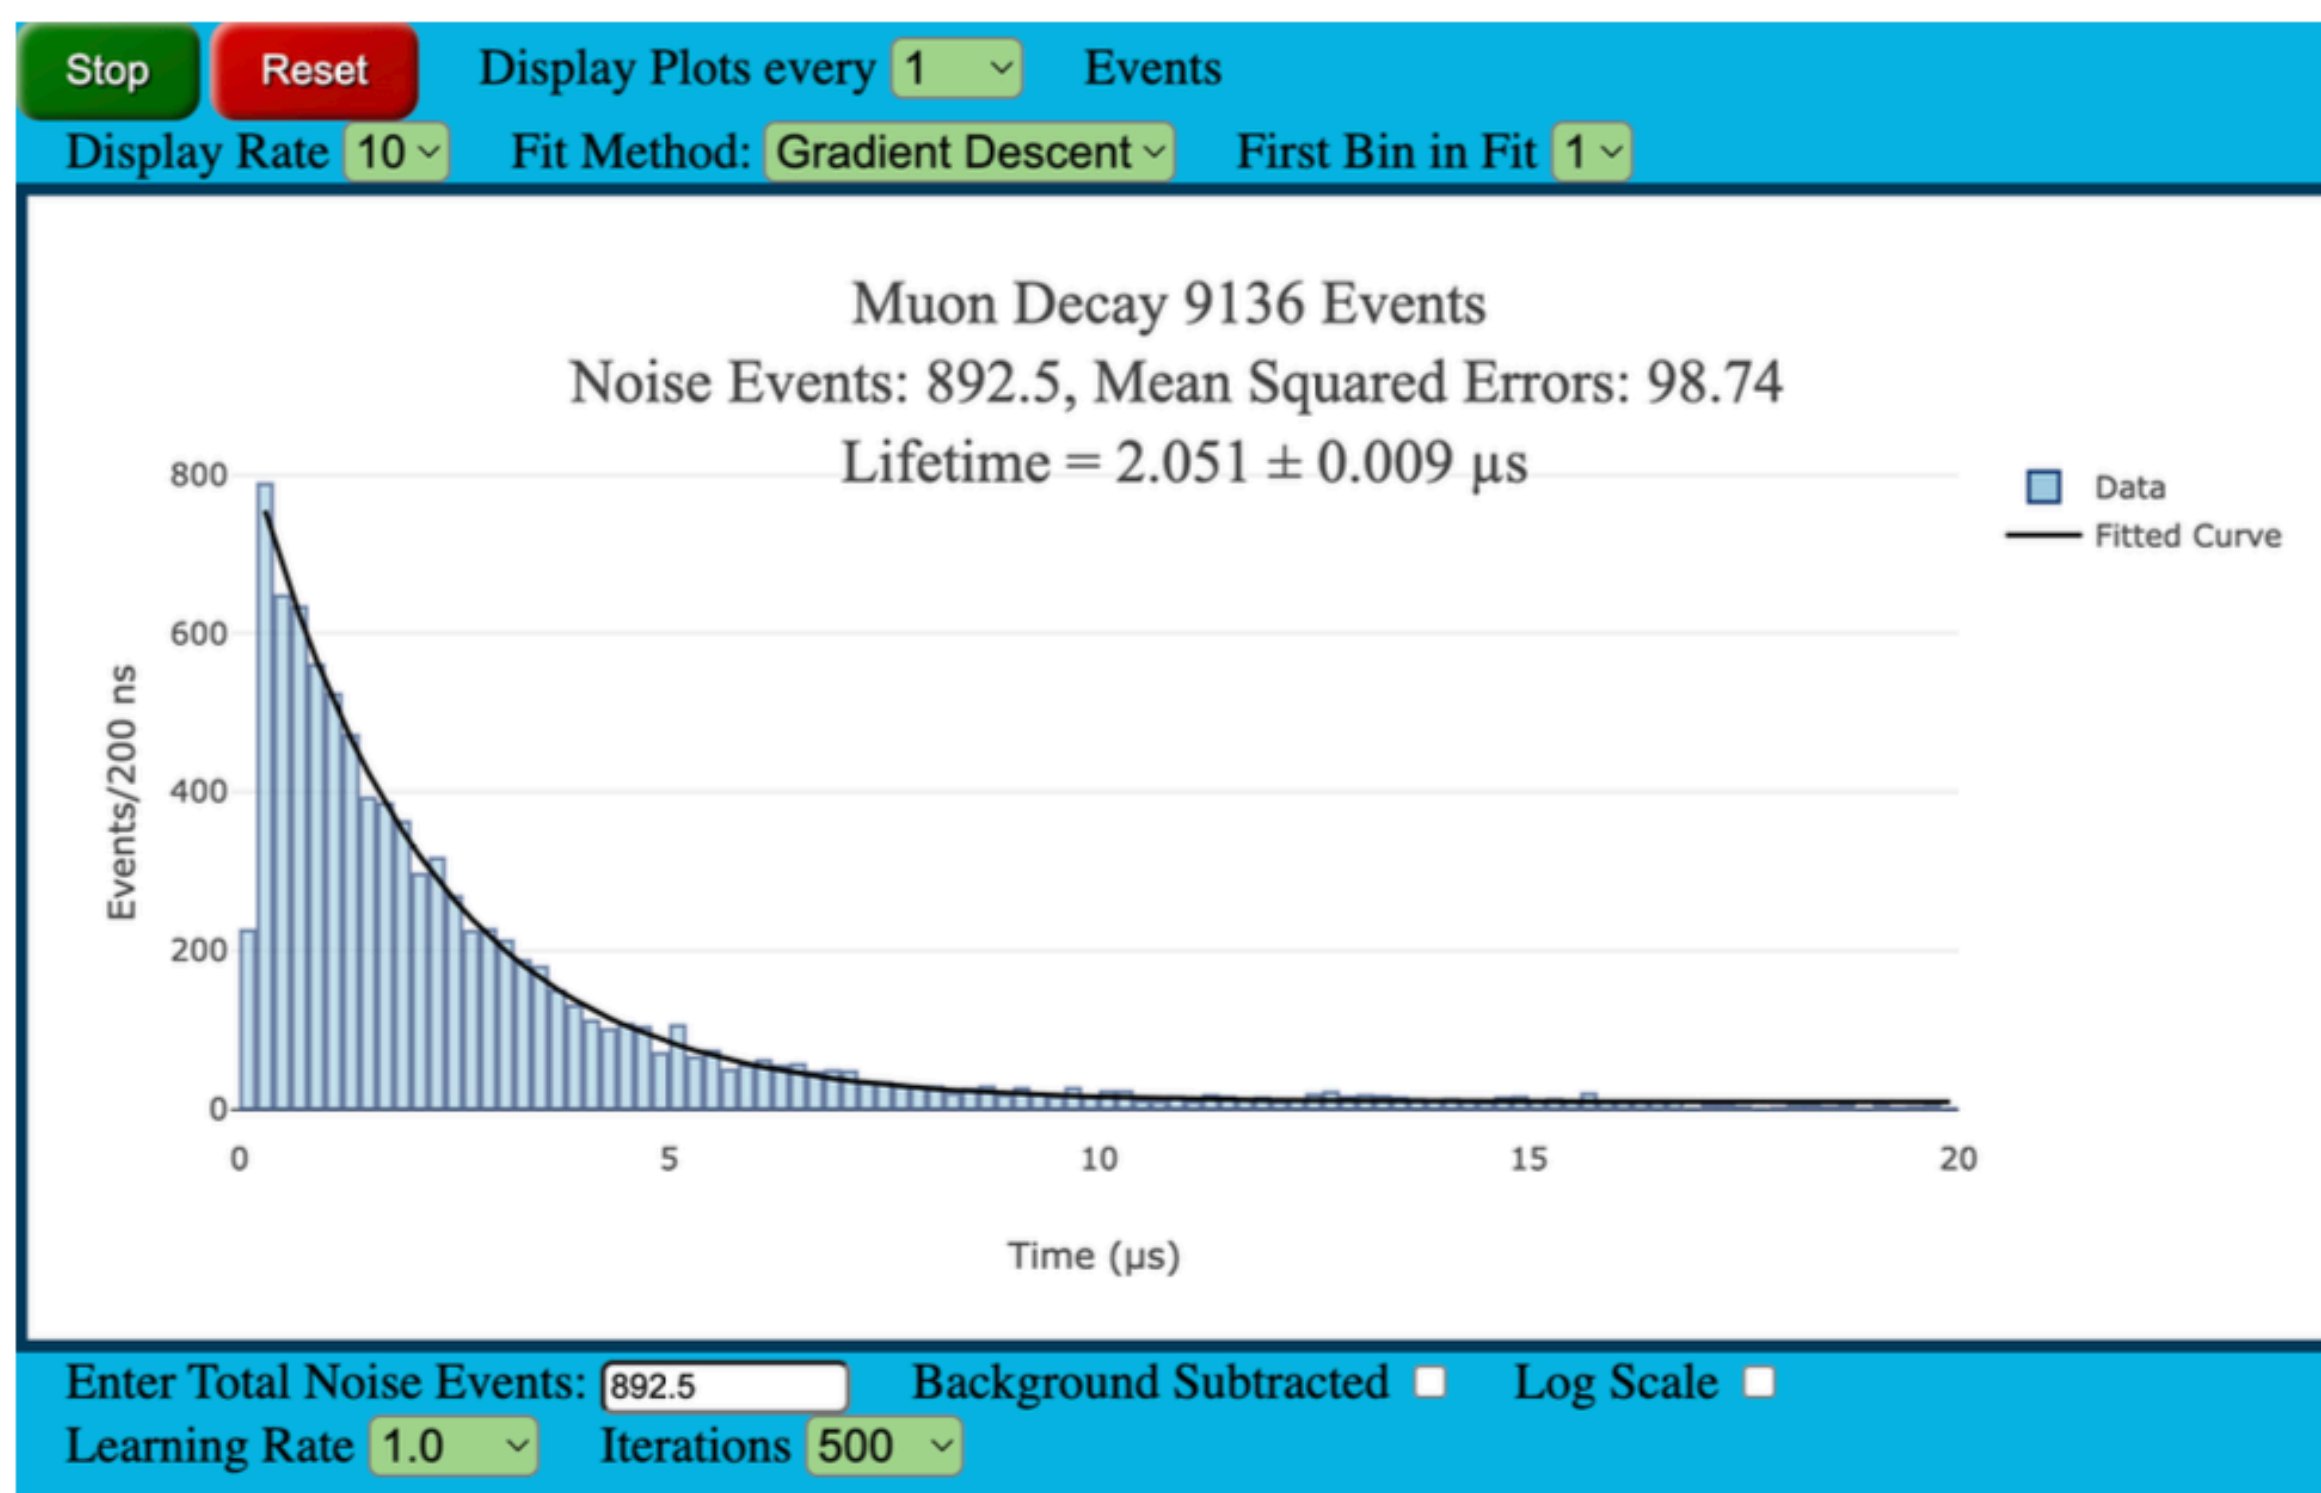 Stop Reset Display Plots every 1 Events
Display Rate 10 Fit Method: Gradient Descent First Bin in Fit 1
Muon Decay 9136 Events
Noise Events: 892.5, Mean Squared Errors: 98.74
Lifetime = 2.051 ± 0.009 µs
Data
Fitted Curve
Events/200 ns
800
600
400
200
0
0 5 10 15 20
Time (µs)
Enter Total Noise Events: 892.5 Background Subtracted Log Scale
Learning Rate 1.0 Iterations 500